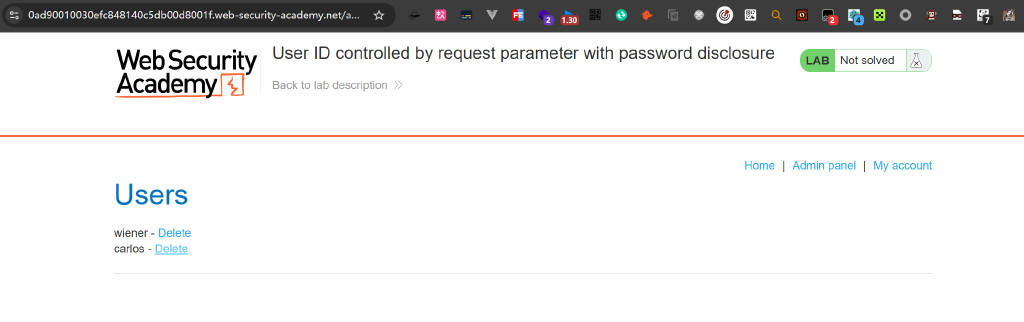 0ad90010030efc848140c5db00d8001f.web-security-academy.net/a...
2
1.30
2
4
7
Web Security
Academy
User ID controlled by request parameter with password disclosure
Back to lab description
LAB Not solved
Home | Admin panel | My account
Users
wiener - Delete
carlos - Delete